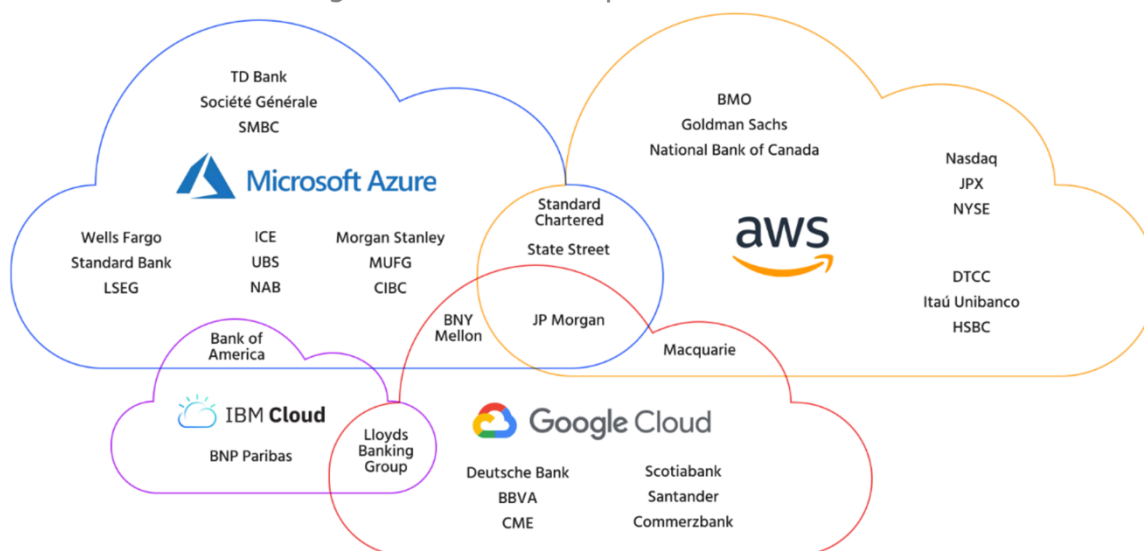 TD Bank
Société Générale
SMBC
Microsoft Azure
Wells Fargo
Standard Bank
LSEG
ICE
UBS
NAB
Morgan Stanley
MUFG
CIBC
Standard
Chartered
State Street
BMO
Goldman Sachs
National Bank of Canada
aws
Nasdaq
JPX
NYSE
DTCC
Itaú Unibanco
HSBC
Bank of
America
BNY
Mellon
JP Morgan
Macquarie
IBM Cloud
BNP Paribas
Lloyds
Banking
Group
Google Cloud
Deutsche Bank
BBVA
CME
Scotiabank
Santander
Commerzbank